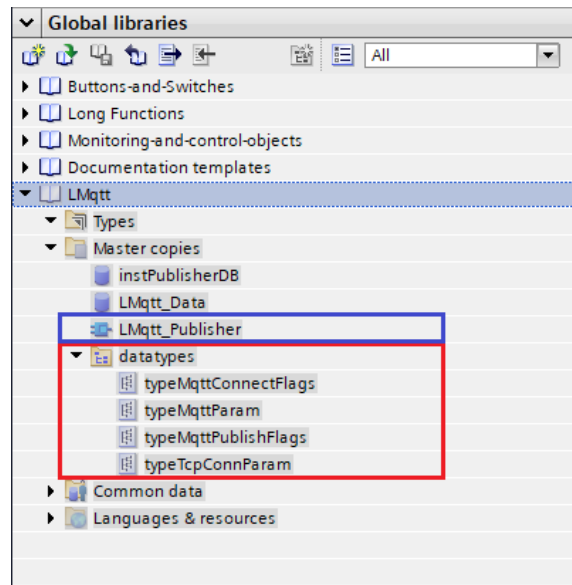 Global libraries
All
Buttons-and-Switches
Long Functions
Monitoring-and-control-objects
Documentation templates
LMqtt
Types
Master copies
instPublisherDB
LMqtt_Data
LMqtt_Publisher
datatypes
typeMqttConnectFlags
typeMqttParam
typeMqttPublishFlags
typeTcpConnParam
Common data
Languages & resources